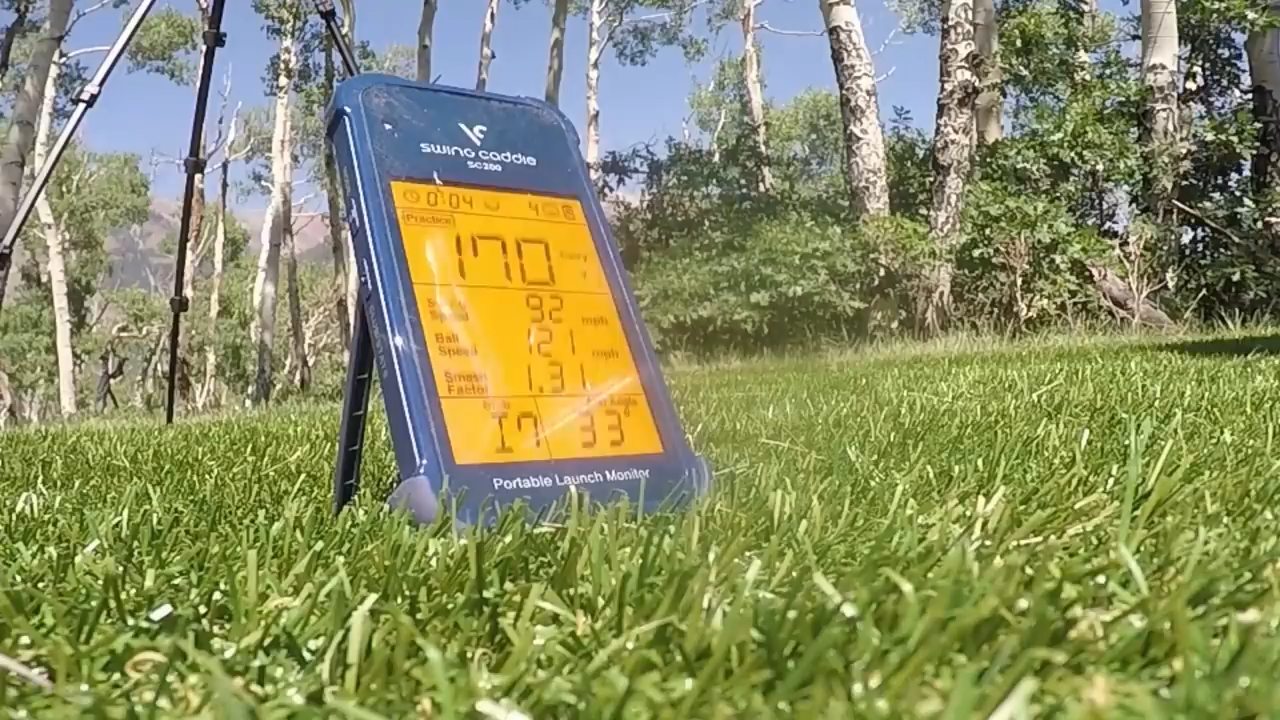 swing caddie
SC200
0:04 4
Practice
170 Carry
Swing Speed 92 mph
Ball Speed 121 mph
Smash Factor 1.31
I7 33°
Portable Launch Monitor